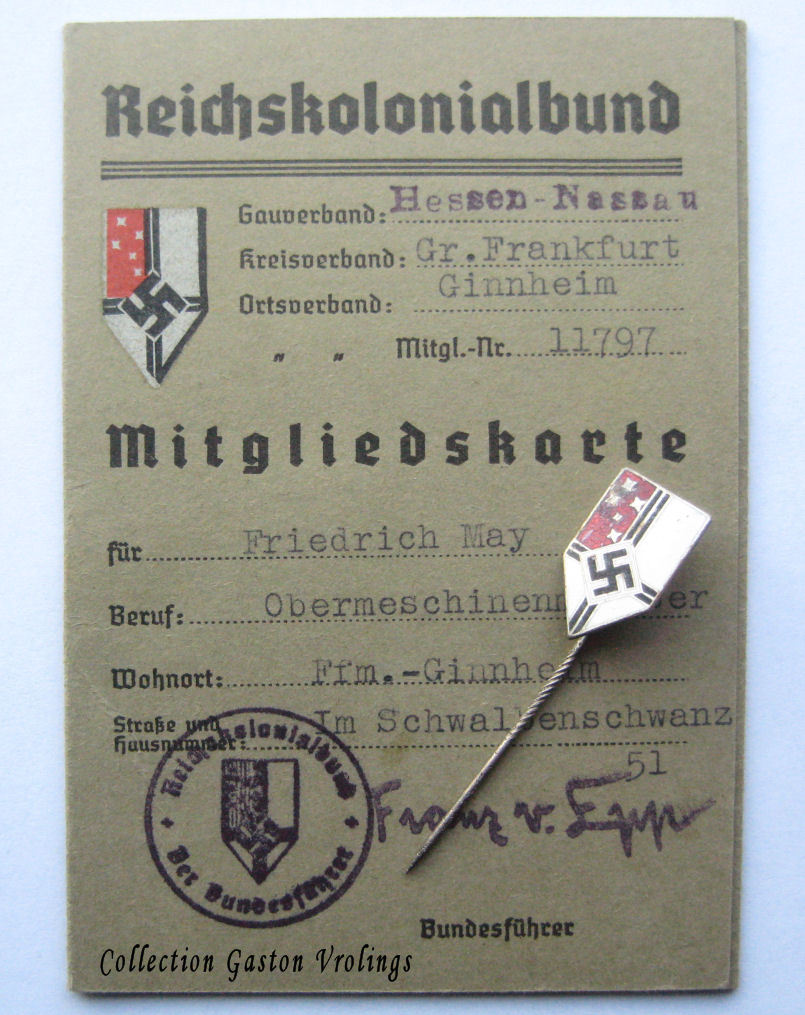 Reichskolonialbund
Gauverband: Hessen-Nassau
Kreisverband: Gr.Frankfurt
Ortsverband: Ginnheim
„ „ Mitgl.-Nr. 11797
Mitgliedskarte
für Friedrich May
Beruf:
Wohnort: Ffm.-Ginnheim
Straße und
Hausnummer: Im Schwalbenschwanz
51
Reichskolonialbund
Der Bundesführer
Franz v. Epp
Bundesführer
Collection Gaston Vrolings